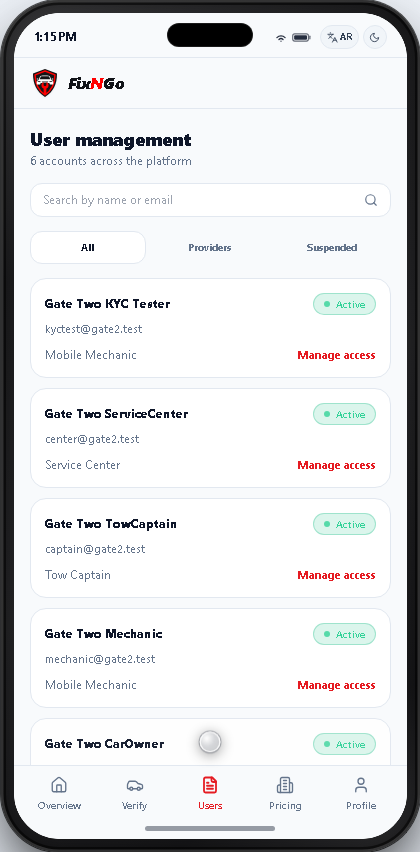 1:15 PM
AR
FixNGo
User management
6 accounts across the platform
Search by name or email
All Providers Suspended
Gate Two KYC Tester Active
kyctest@gate2.test
Mobile Mechanic Manage access
Gate Two ServiceCenter Active
center@gate2.test
Service Center Manage access
Gate Two TowCaptain Active
captain@gate2.test
Tow Captain Manage access
Gate Two Mechanic Active
mechanic@gate2.test
Mobile Mechanic Manage access
Gate Two CarOwner Active
Overview Verify Users Pricing Profile